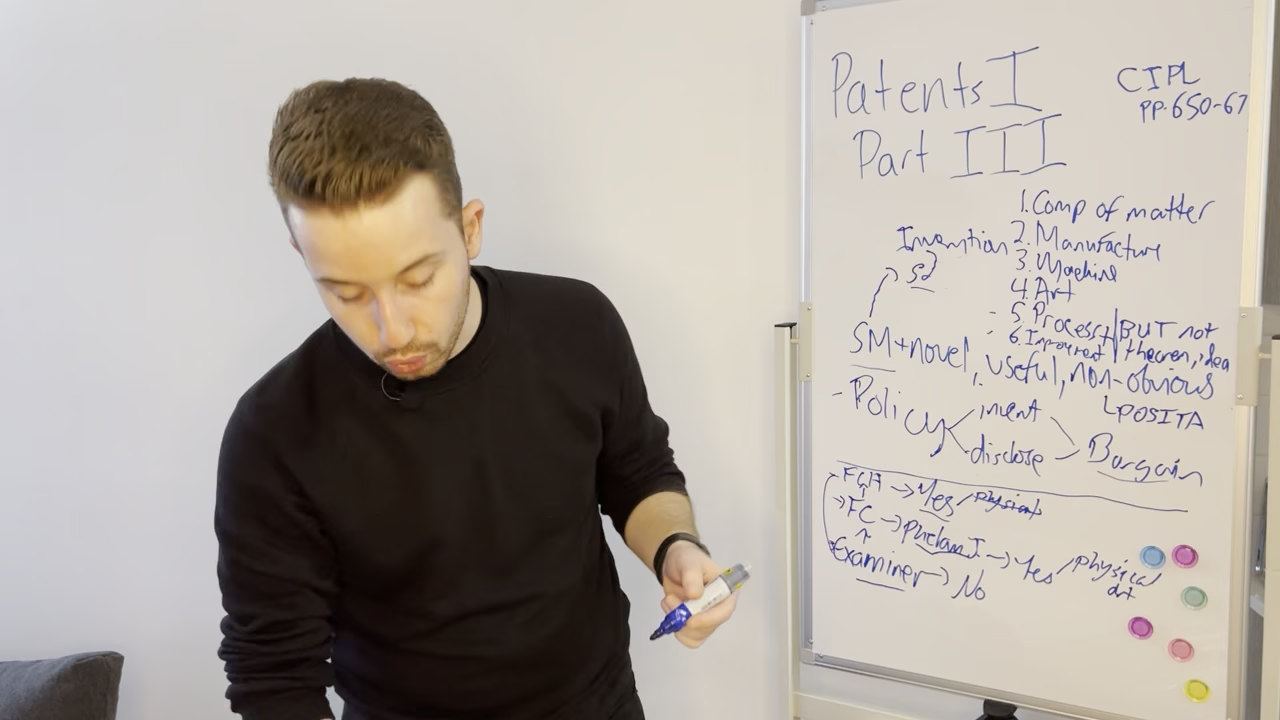 Patents I
CIPL
PP.650-67
Part III
1. Comp of matter
Invention 2. Manufacture
3. Machine
S2
4. Art
- 5. Process + BUT not
6. Improvement theorem, idea
SM + novel, useful, non-obvious
POSITA
- Policy
invent
disclose
Bargain
FCA → Yes / physical
→ FC → Phelan I → Yes / physical
Examiner → No